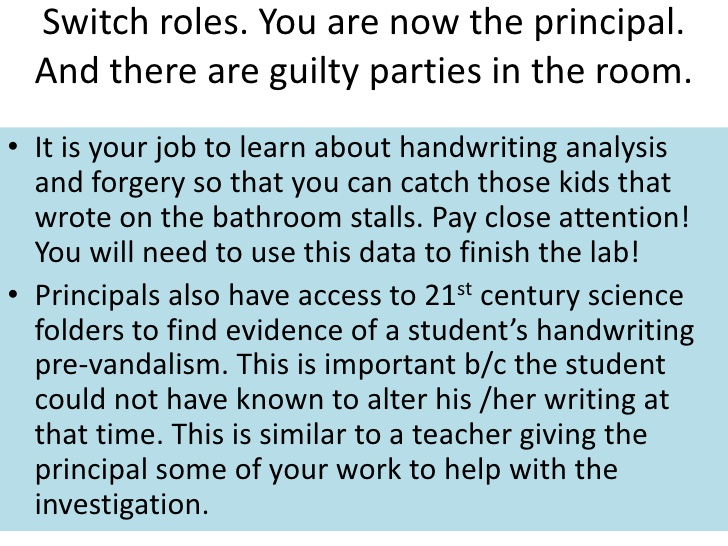 Switch roles. You are now the principal.
And there are guilty parties in the room.
• It is your job to learn about handwriting analysis
and forgery so that you can catch those kids that
wrote on the bathroom stalls. Pay close attention!
You will need to use this data to finish the lab!
• Principals also have access to 21st century science
folders to find evidence of a student’s handwriting
pre-vandalism. This is important b/c the student
could not have known to alter his /her writing at
that time. This is similar to a teacher giving the
principal some of your work to help with the
investigation.